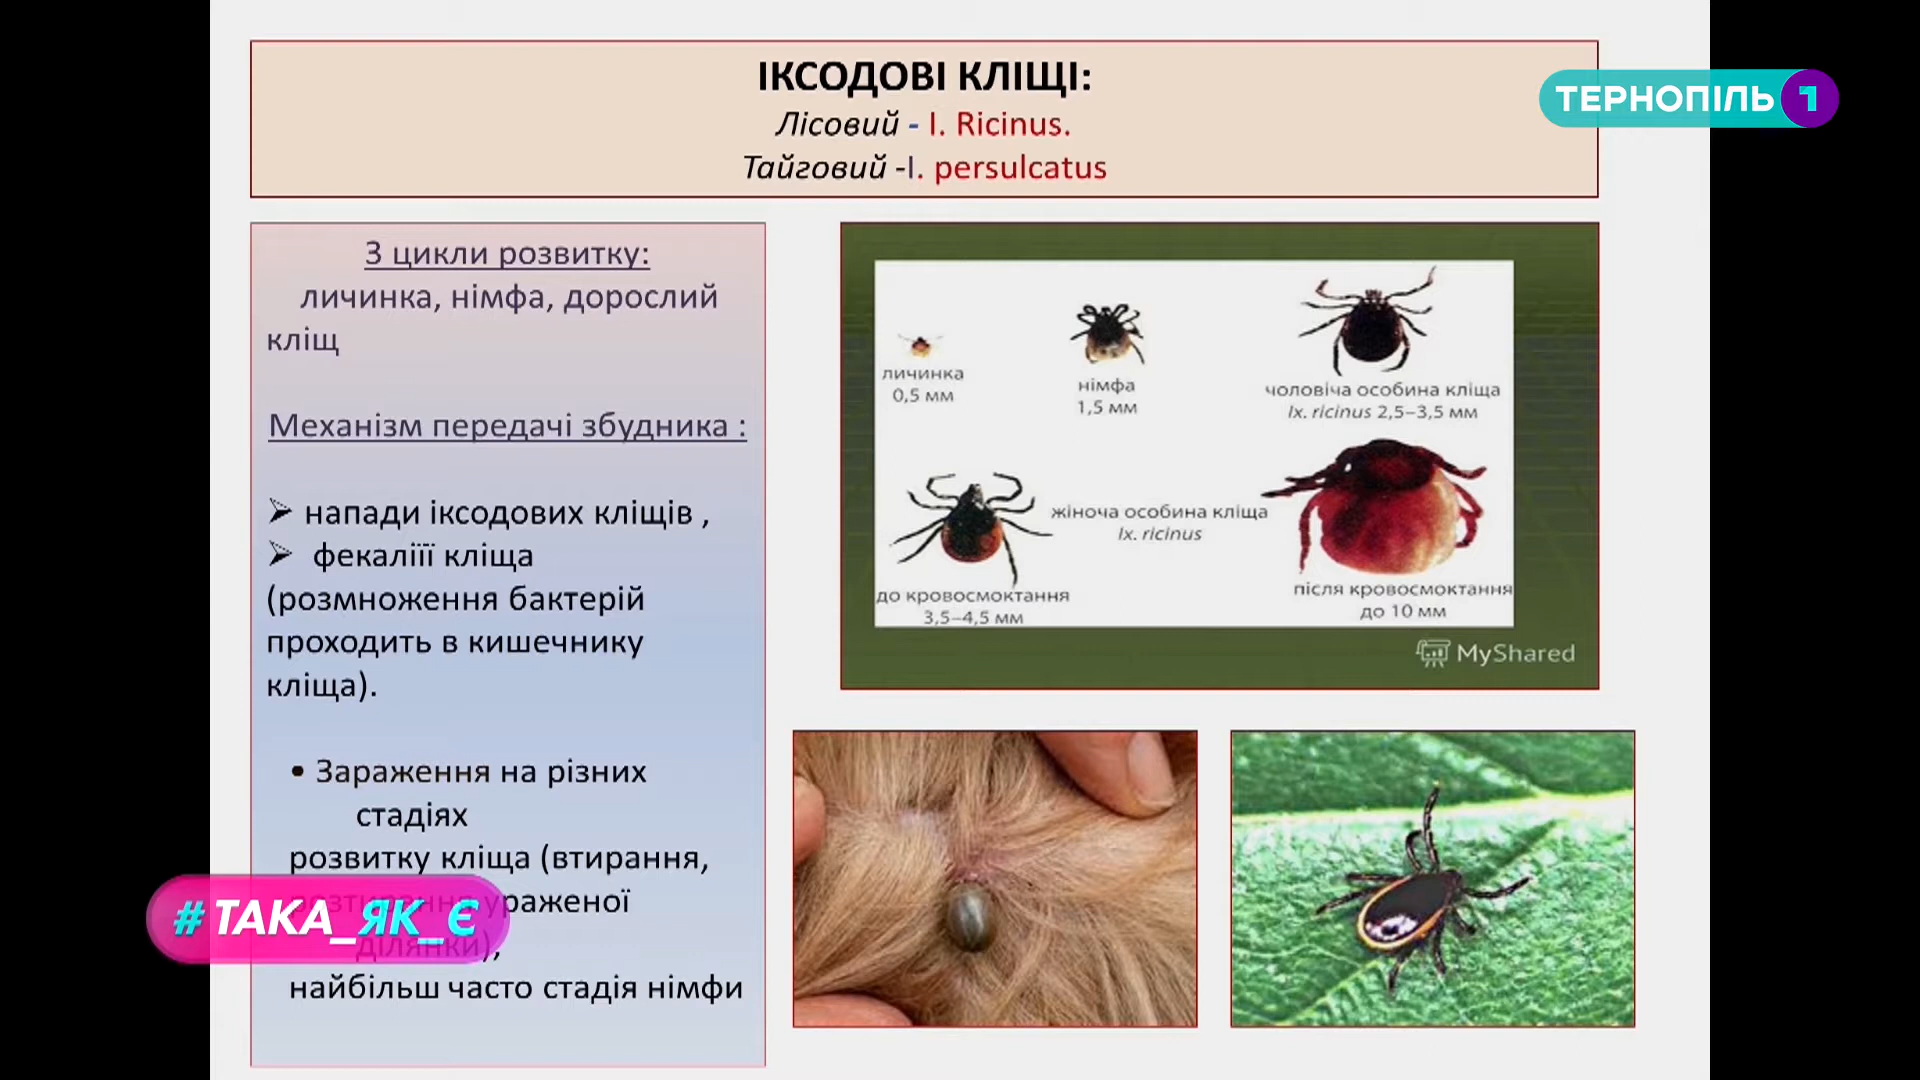 ІКСОДОВІ КЛІЩІ:
Лісовий - I. Ricinus.
Тайговий -I. persulcatus
ТЕРНОПІЛЬ 1
3 цикли розвитку:
личинка, німфа, дорослий
кліщ
Механізм передачі збудника :
➢ напади іксодових кліщів ,
➢ фекаліїї кліща
(розмноження бактерій
проходить в кишечнику
кліща).
• Зараження на різних
стадіях
розвитку кліща (втирання,
розтирання ураженої
ділянки),
найбільш часто стадія німфи
#ТАКА_ЯК_Є
личинка
0,5 мм
німфа
1,5 мм
чоловіча особина кліща
Ix. ricinus 2,5–3,5 мм
жіноча особина кліща
Ix. ricinus
до кровосмоктання
3,5–4,5 мм
після кровосмоктання
до 10 мм
MyShared